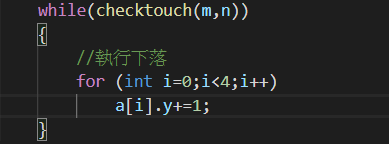 while(checktouch(m,n))
{
//執行下落
for (int i=0;i<4;i++)
a[i].y+=1;
}